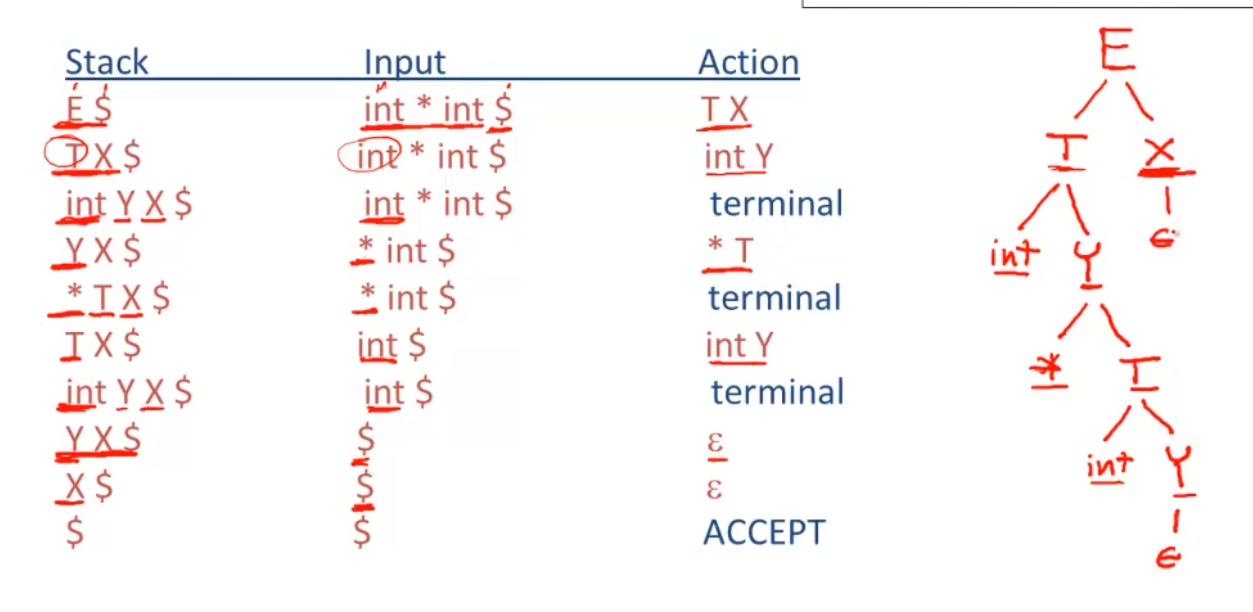 Stack Input Action
E $ int * int $ T X
T X $ int * int $ int Y
int Y X $ int * int $ terminal
Y X $ * int $ * T
* T X $ * int $ terminal
T X $ int $ int Y
int Y X $ int $ terminal
Y X $ $ ε
X $ $ ε
$ $ ACCEPT
E
T X
int Y ε
* T
int Y
ε